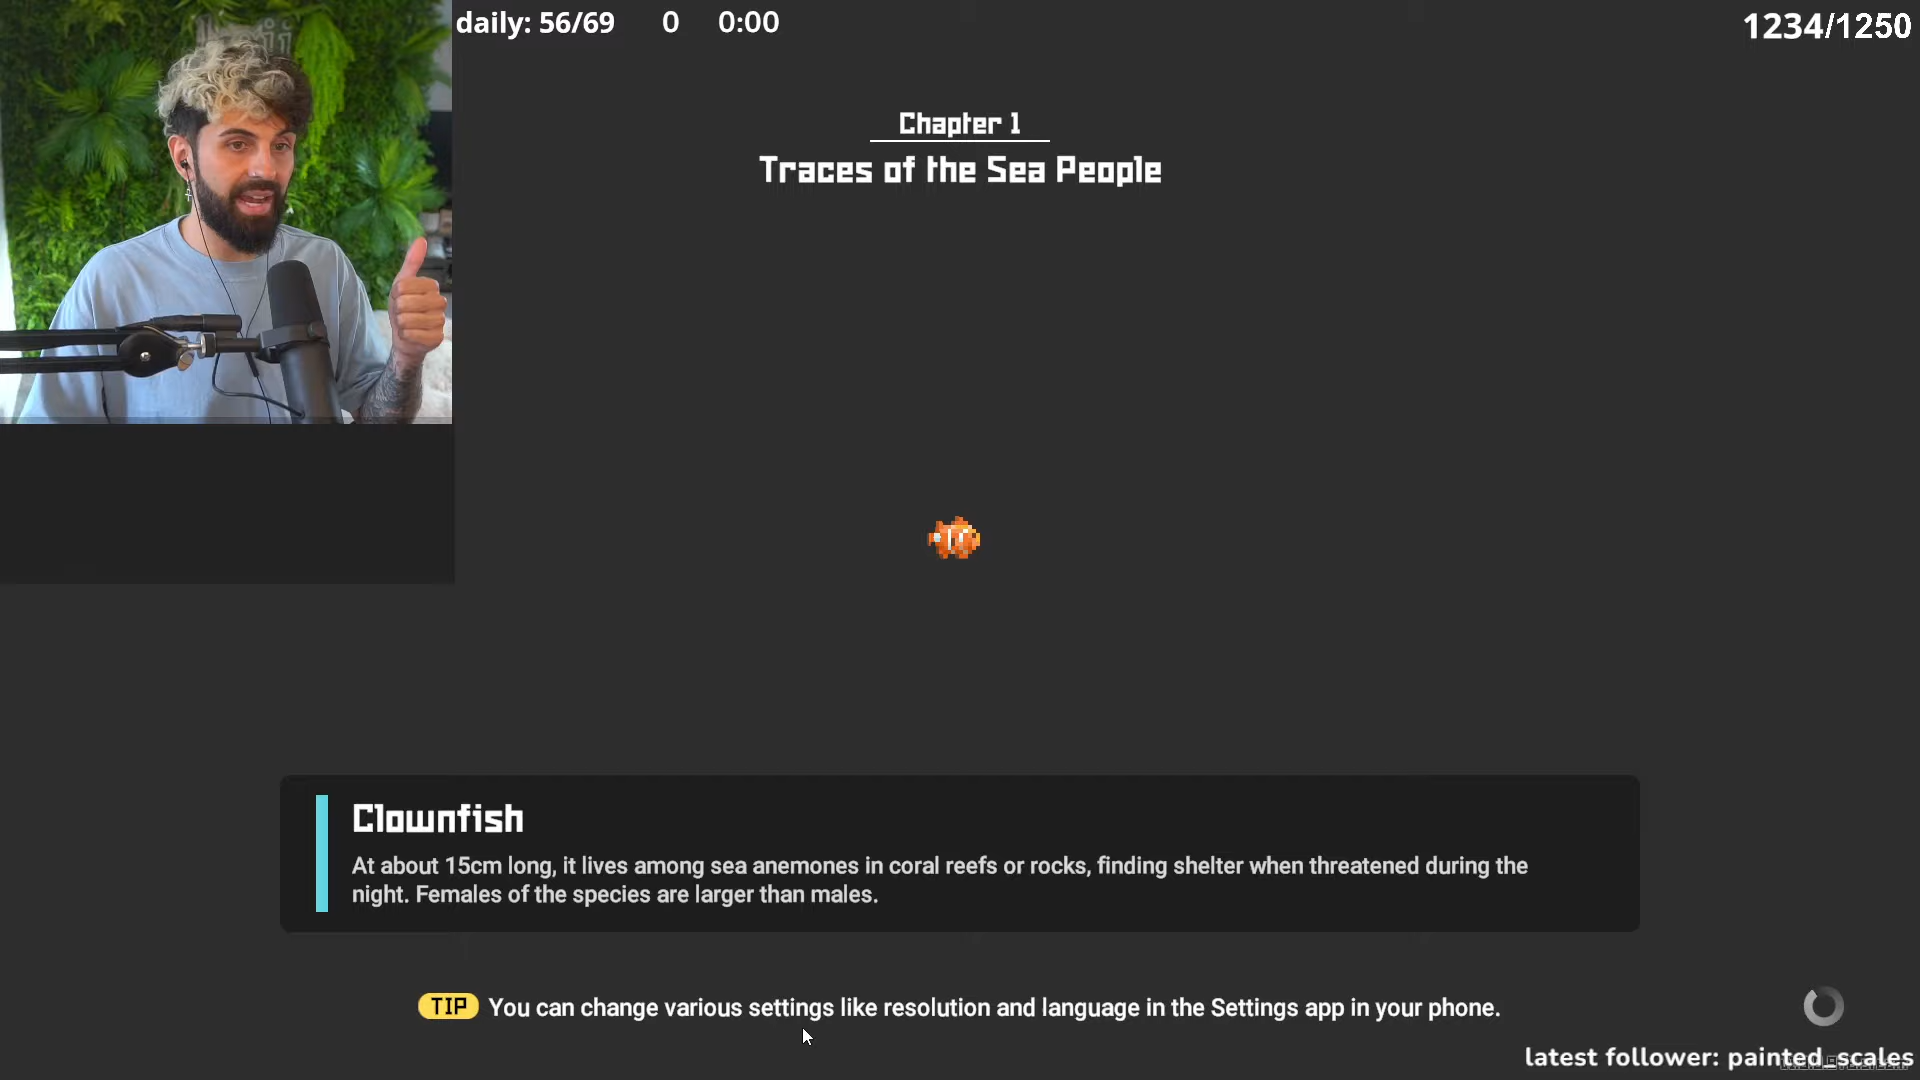 daily: 56/69 0 0:00
1234/1250
Chapter 1
Traces of the Sea People
Clownfish
At about 15cm long, it lives among sea anemones in coral reefs or rocks, finding shelter when threatened during the
night. Females of the species are larger than males.
TIP You can change various settings like resolution and language in the Settings app in your phone.
latest follower: painted_scales